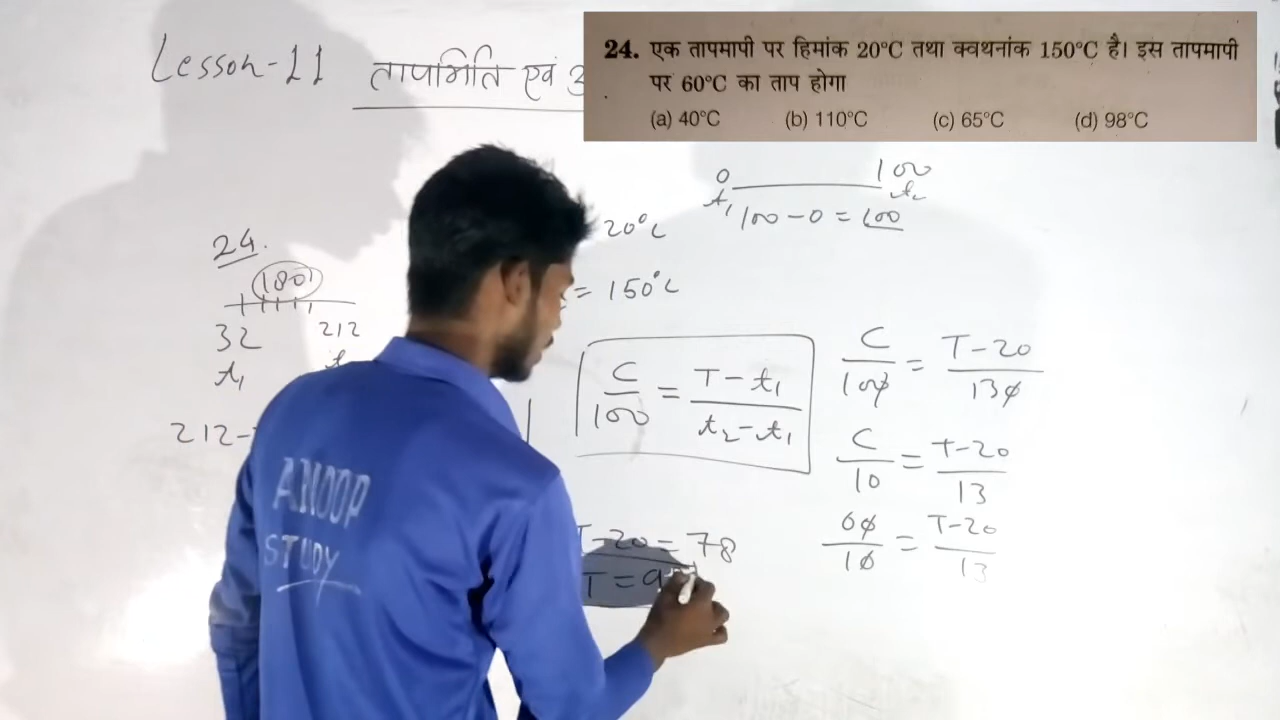 Lesson-11
तापमिति एवं
24. एक तापमापी पर हिमांक 20°C तथा क्वथनांक 150°C है। इस तापमापी
पर 60°C का ताप होगा
(a) 40°C (b) 110°C (c) 65°C (d) 98°C
0 100
t₁ t₂
100-0 = 100
20°C
= 150°C
24.
180
32 212
t₁
212-
C/100 = T-t₁/t₂-t₁
C/100 = T-20/130
C/10 = T-20/13
60/10 = T-20/13
T-20 = 78
T = 9
ANOOP
STUDY